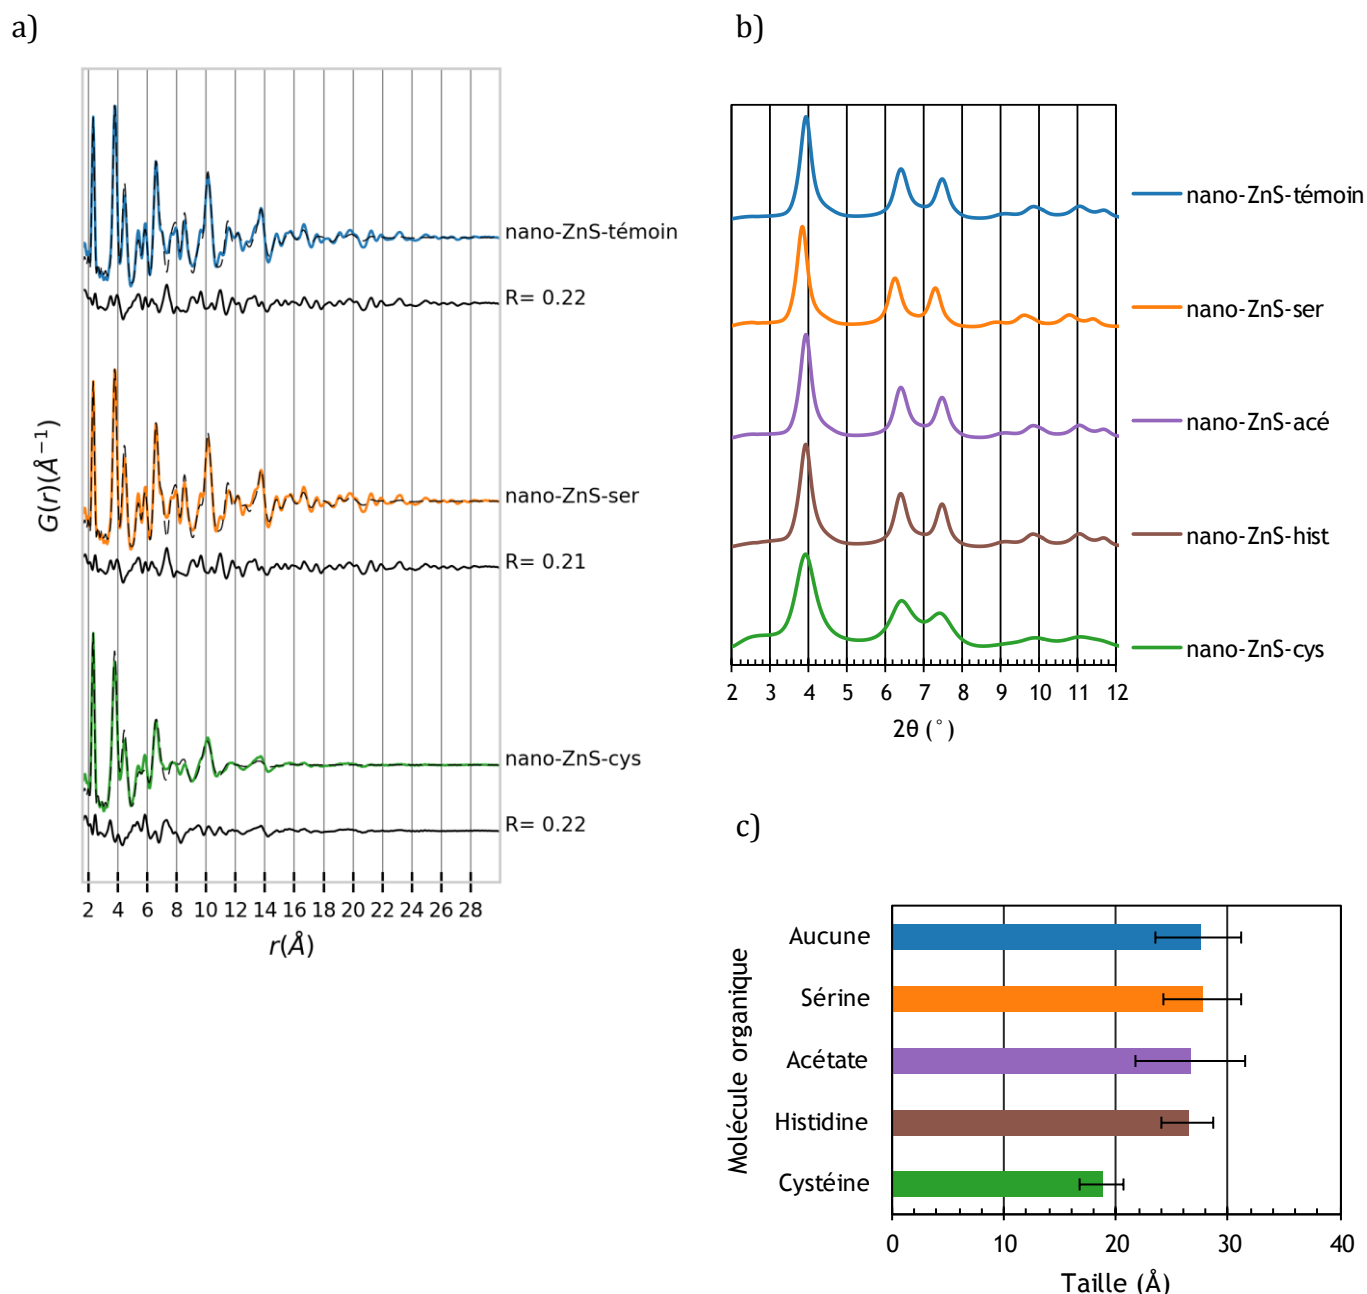 a)
nano-ZnS-témoin
R= 0.22
nano-ZnS-ser
R= 0.21
nano-ZnS-cys
R= 0.22
G(r)(Å⁻¹)
2 4 6 8 10 12 14 16 18 20 22 24 26 28
r(Å)
b)
nano-ZnS-témoin
nano-ZnS-ser
nano-ZnS-acé
nano-ZnS-hist
nano-ZnS-cys
2 3 4 5 6 7 8 9 10 11 12
2θ (°)
c)
Molécule organique
Aucune
Sérine
Acétate
Histidine
Cystéine
0 10 20 30 40
Taille (Å)